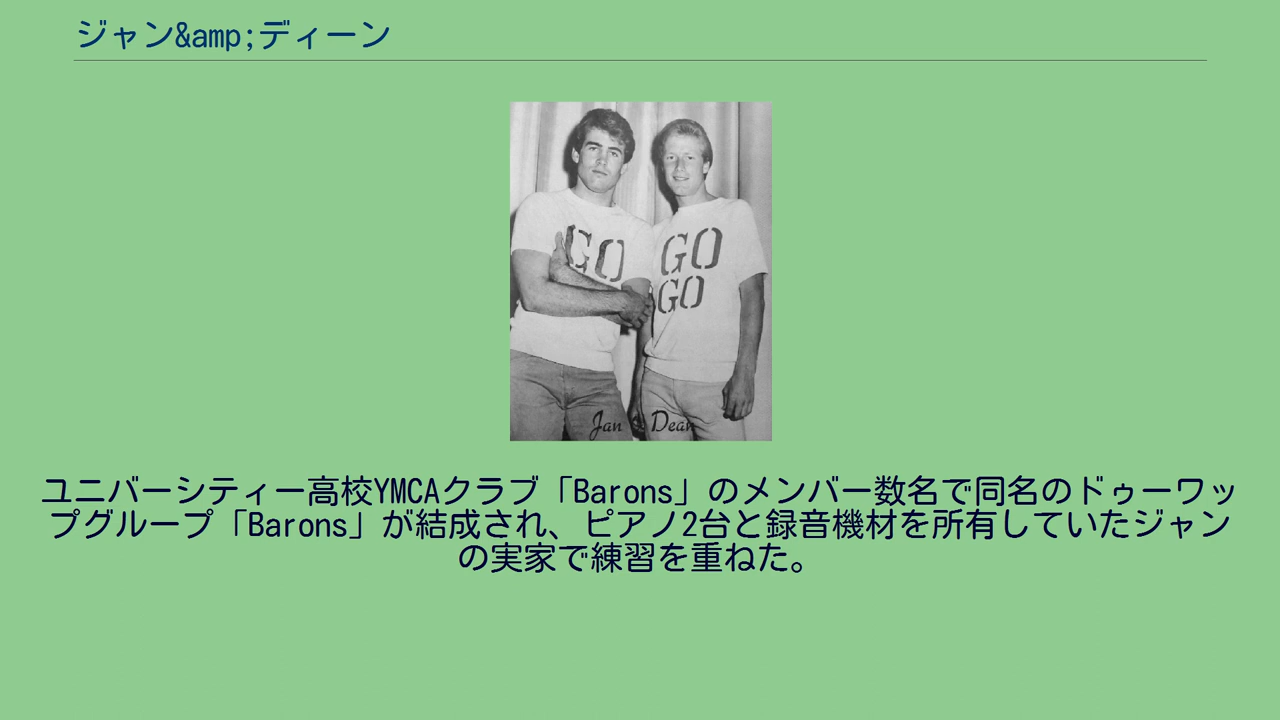 ジャン&amp;ディーン
GO GO
GO
Jan & Dean
ユニバーシティー高校YMCAクラブ「Barons」のメンバー数名で同名のドゥーワッ
プグループ「Barons」が結成され、ピアノ2台と録音機材を所有していたジャン
の実家で練習を重ねた。